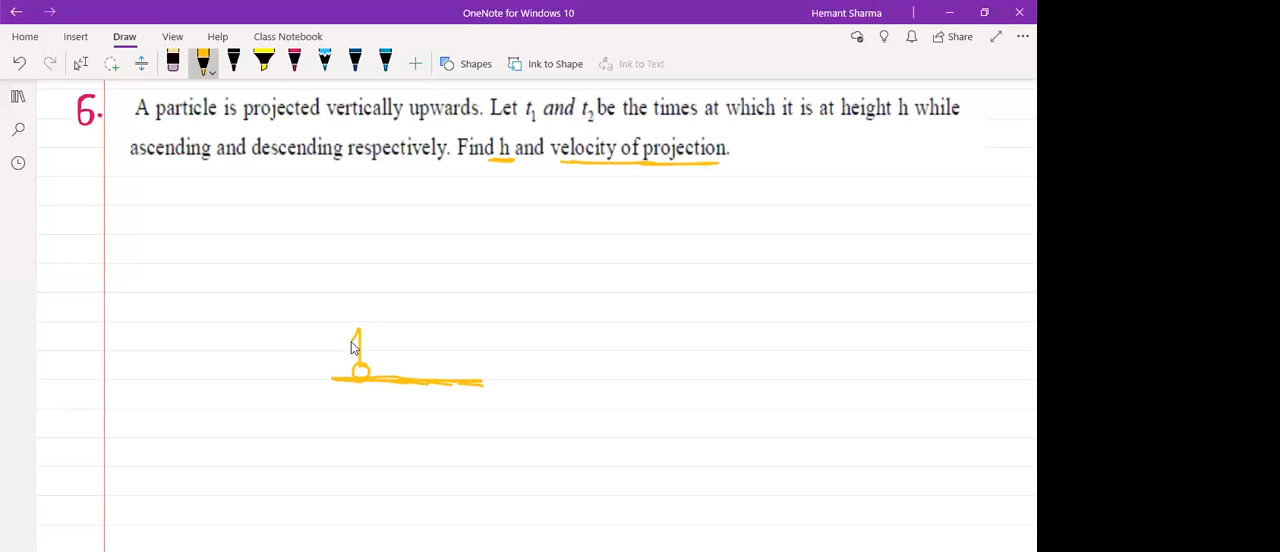 OneNote for Windows 10
Hemant Sharma
Home Insert Draw View Help Class Notebook
Share
Shapes Ink to Shape Ink to Text
6. A particle is projected vertically upwards. Let t₁ and t₂ be the times at which it is at height h while
ascending and descending respectively. Find h and velocity of projection.